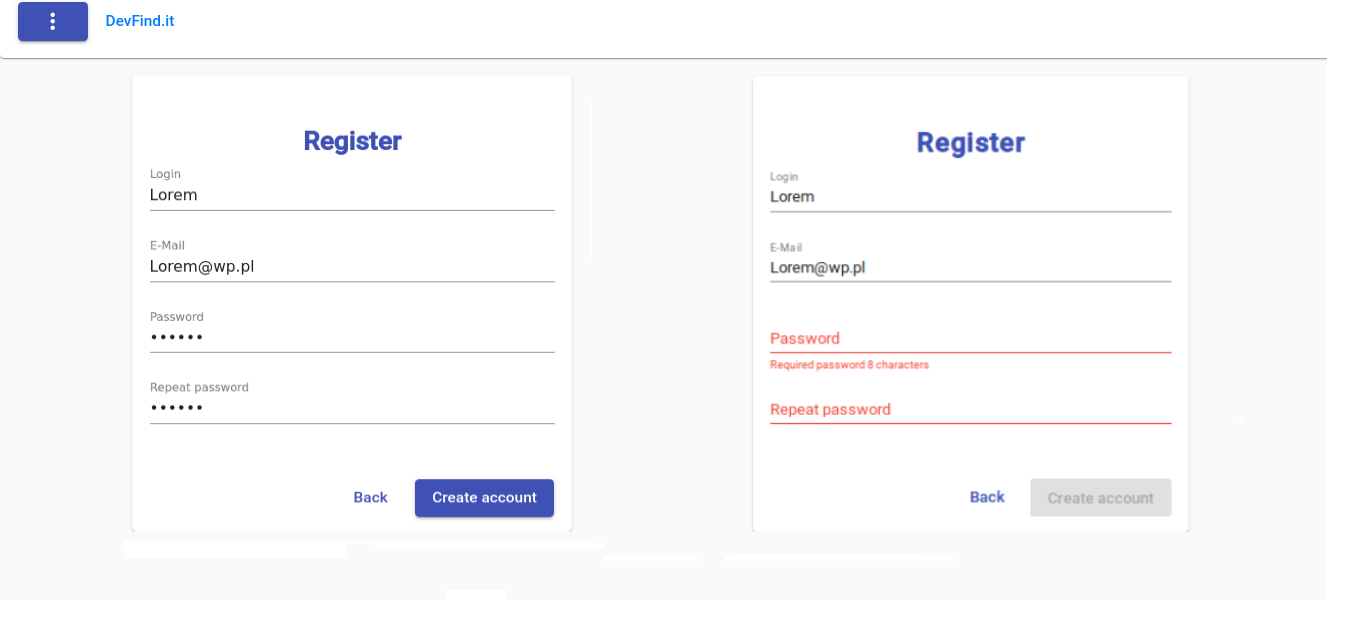 DevFind.it
Register
Login
Lorem
E-Mail
Lorem@wp.pl
Password
••••••
Repeat password
••••••
Back
Create account
Register
Login
Lorem
E-Mail
Lorem@wp.pl
Password
Required password 8 characters
Repeat password
Back
Create account